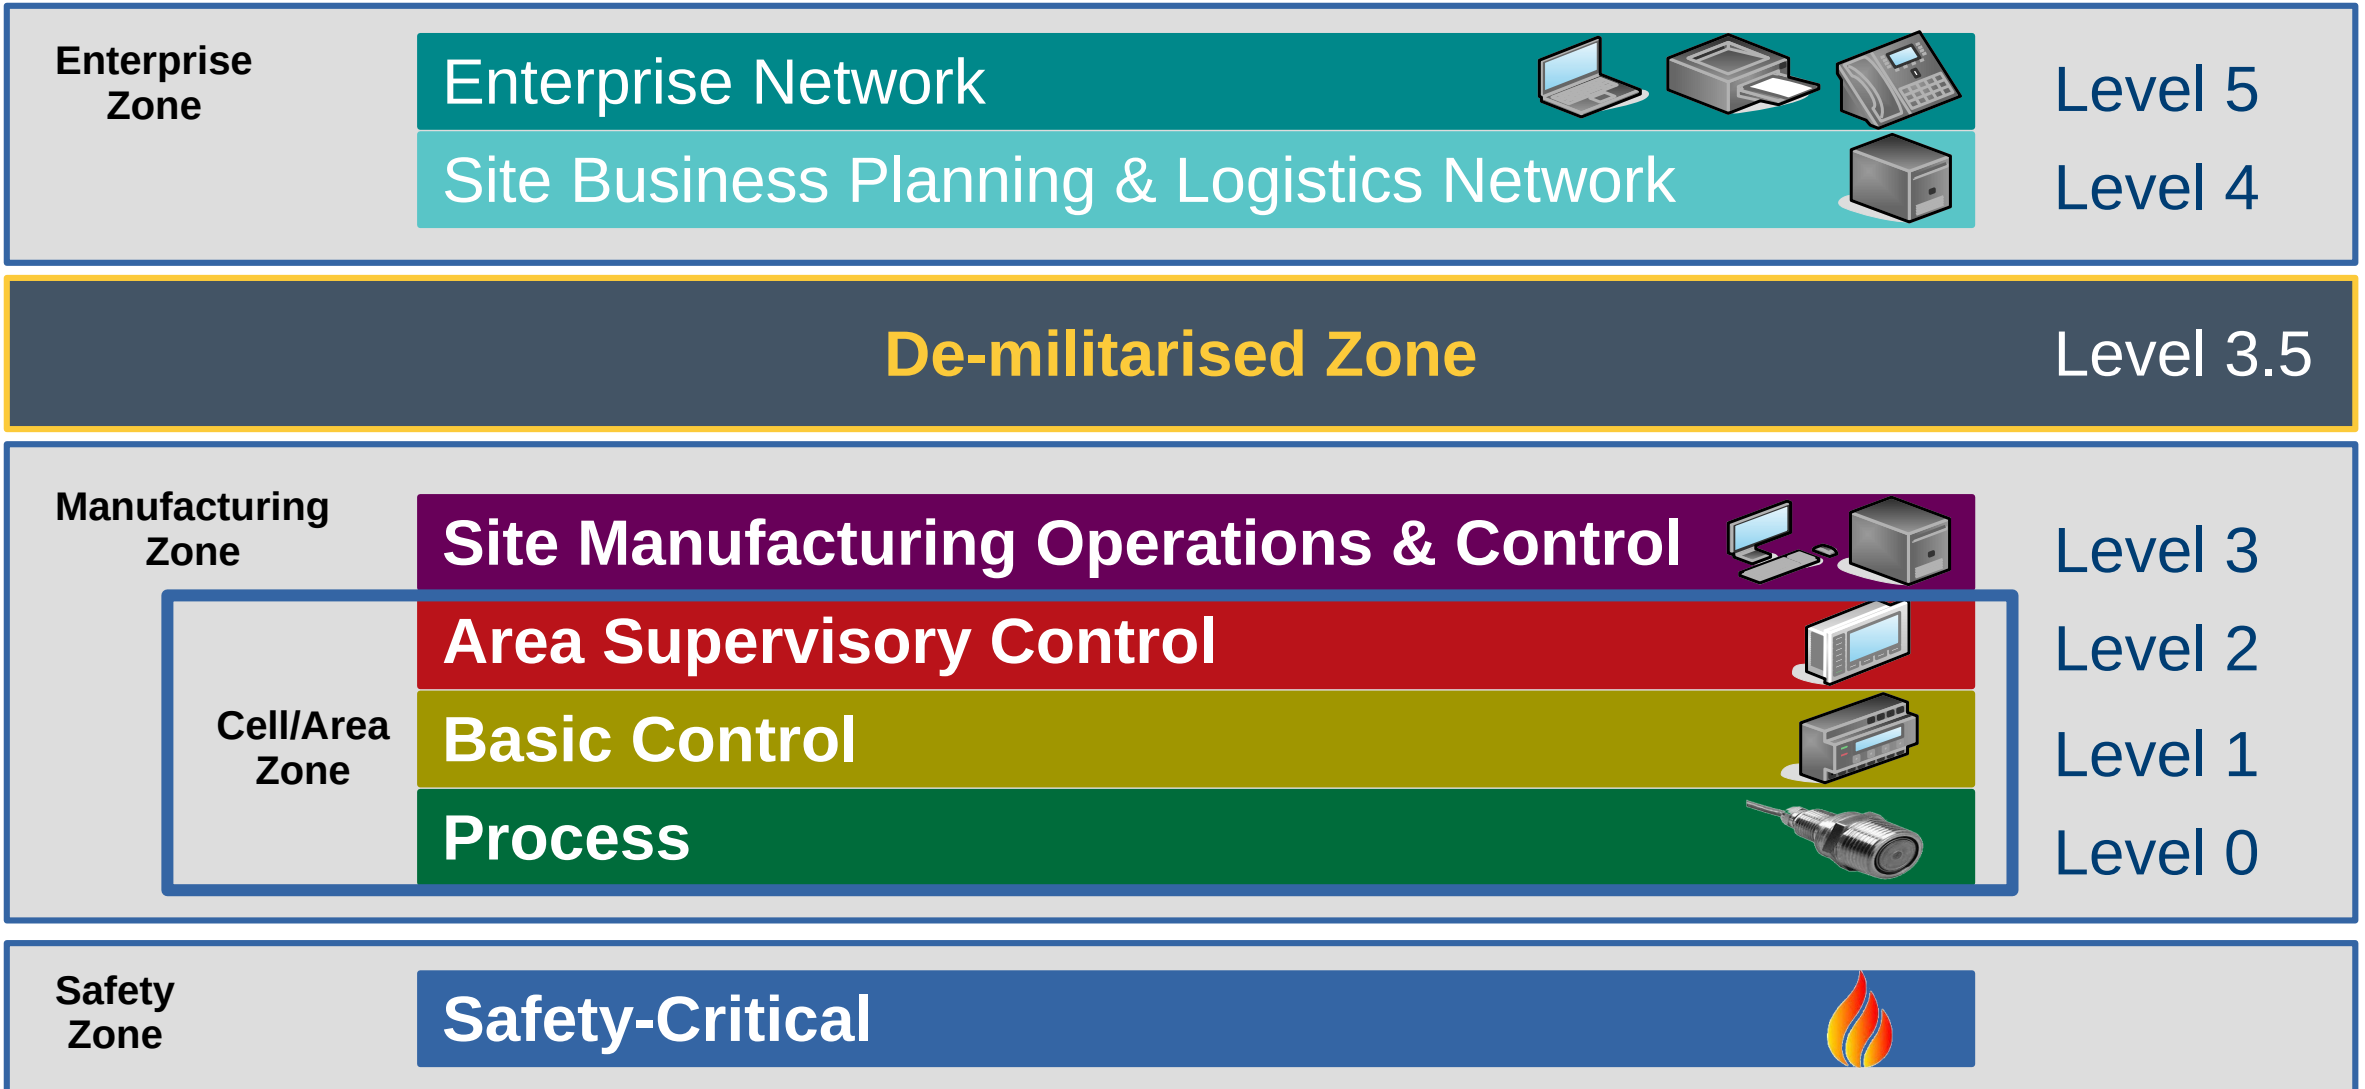 Enterprise
Zone
Enterprise Network
Level 5
Site Business Planning & Logistics Network
Level 4
De-militarised Zone
Level 3.5
Manufacturing
Zone
Site Manufacturing Operations & Control
Level 3
Area Supervisory Control
Level 2
Cell/Area
Zone
Basic Control
Level 1
Process
Level 0
Safety
Zone
Safety-Critical